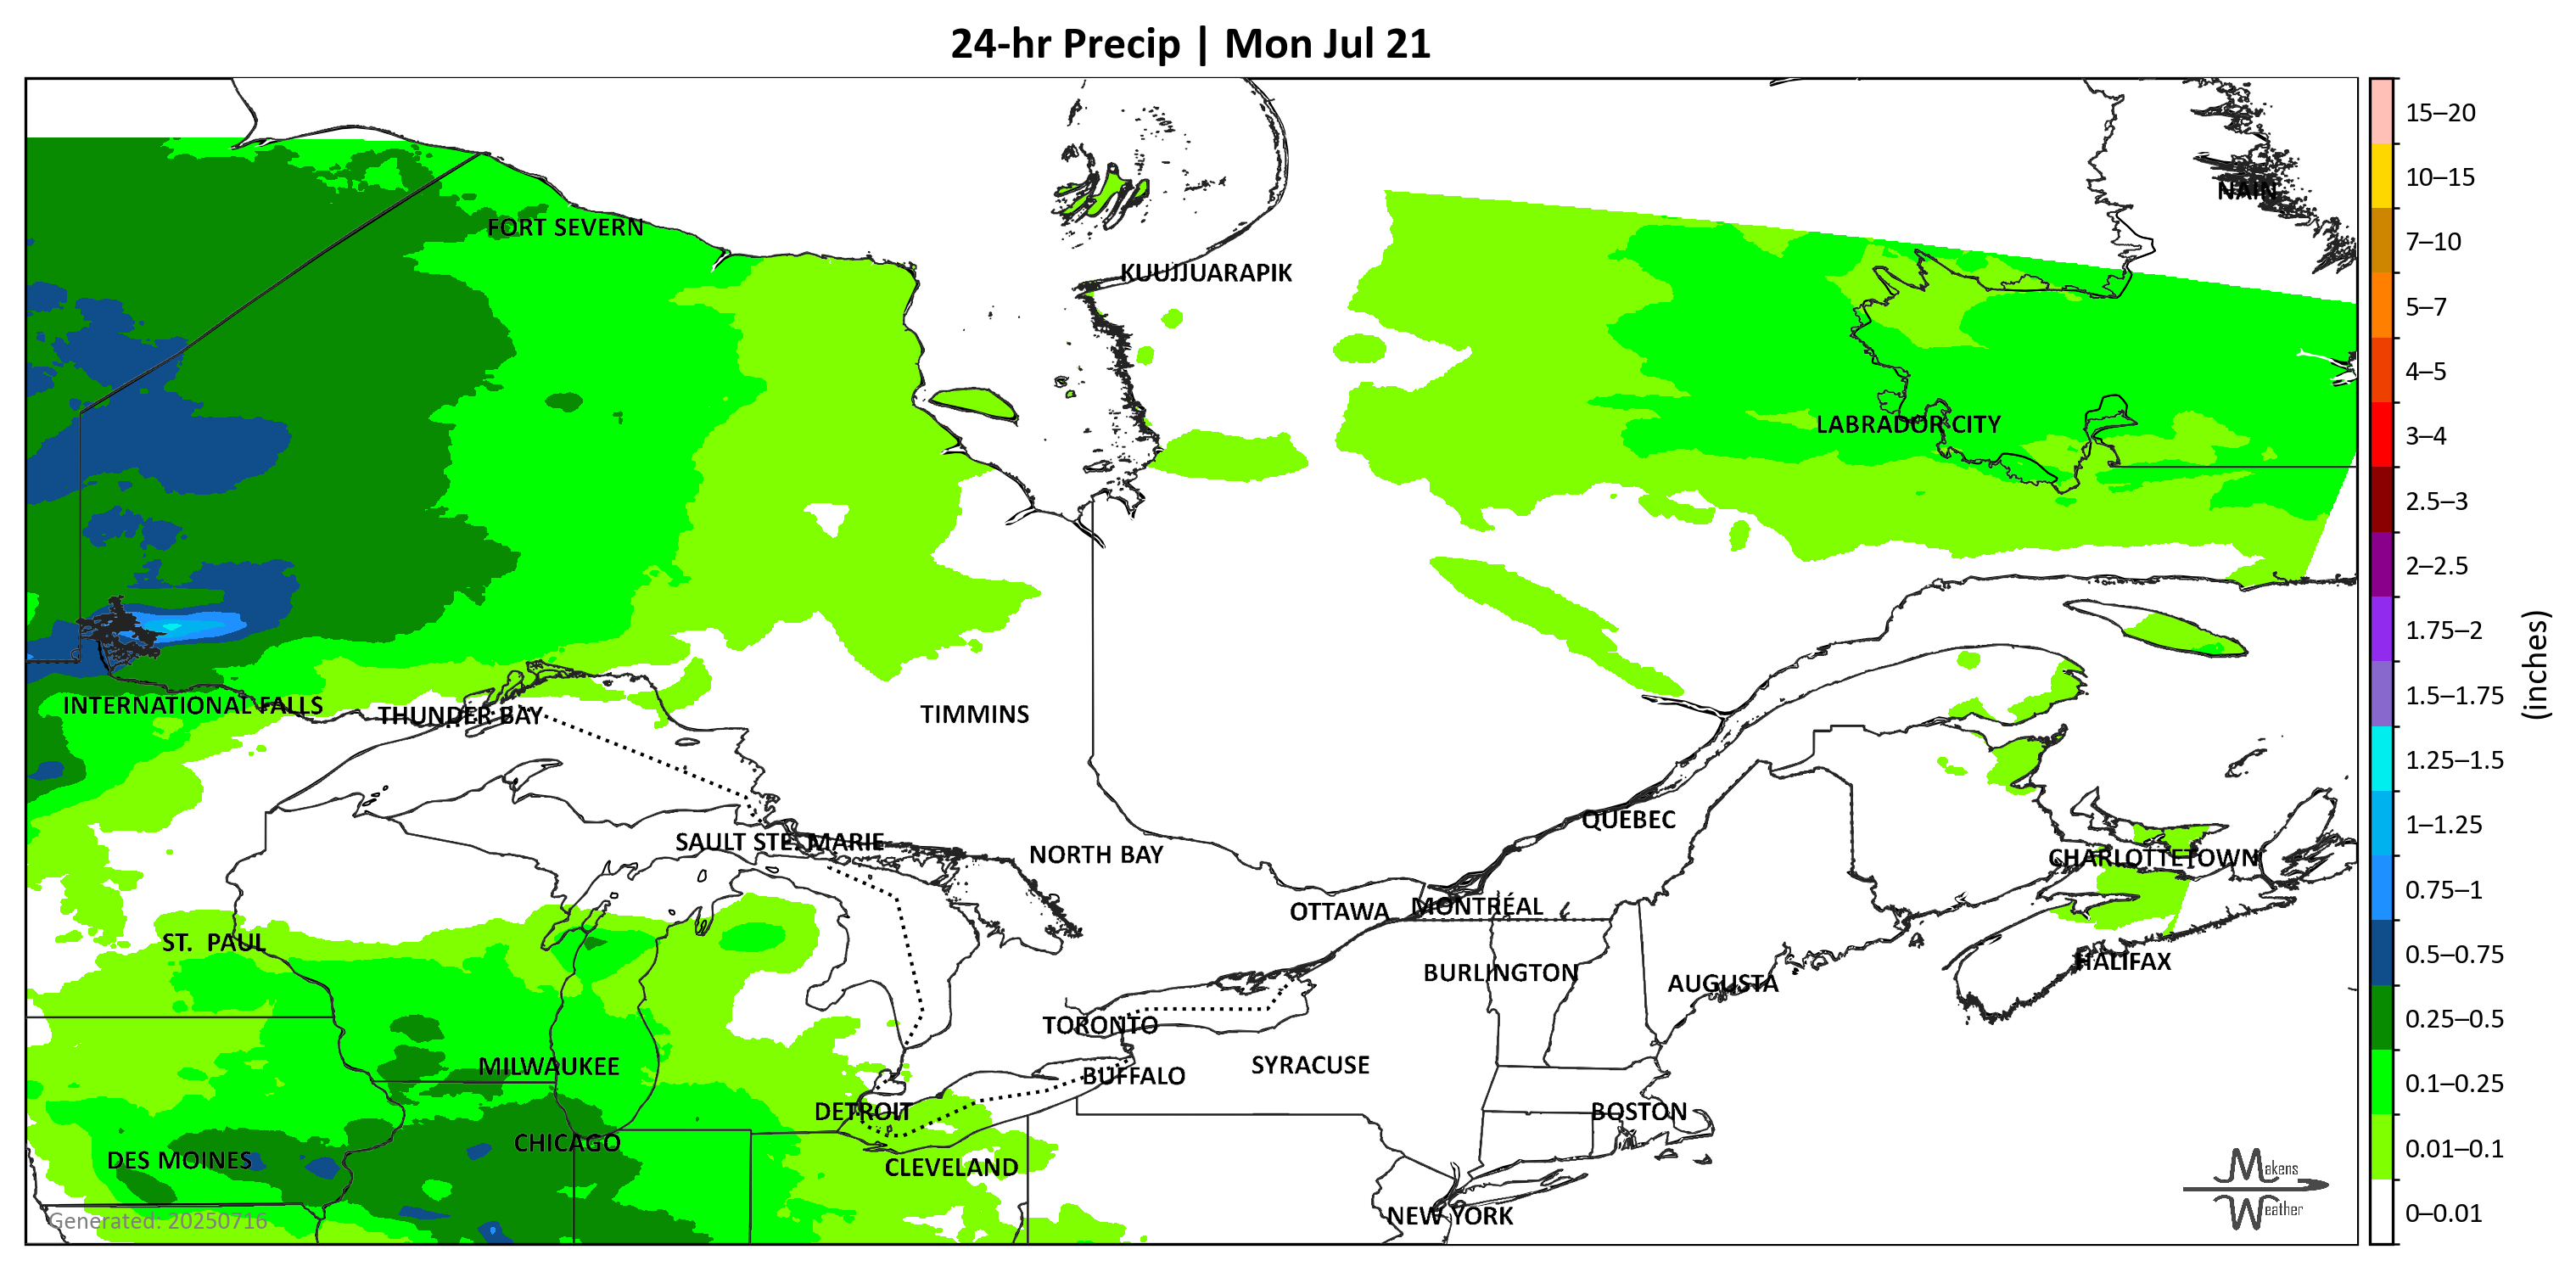 24-hr Precip | Mon Jul 21
15–20
10–15
7–10
5–7
4–5
3–4
2.5–3
2–2.5
1.75–2
1.5–1.75
1.25–1.5
1–1.25
0.75–1
0.5–0.75
0.25–0.5
0.1–0.25
0.01–0.1
0–0.01
(inches)
NAIN
FORT SEVERN
KUUJJUARAPIK
LABRADOR CITY
INTERNATIONAL FALLS
THUNDER BAY
TIMMINS
QUEBEC
SAULT STE. MARIE
NORTH BAY
CHARLOTTETOWN
OTTAWA
MONTRÉAL
ST. PAUL
HALIFAX
BURLINGTON
AUGUSTA
TORONTO
MILWAUKEE
SYRACUSE
BUFFALO
DETROIT
BOSTON
CHICAGO
DES MOINES
CLEVELAND
NEW YORK
Generated: 20250716
Makens
Weather